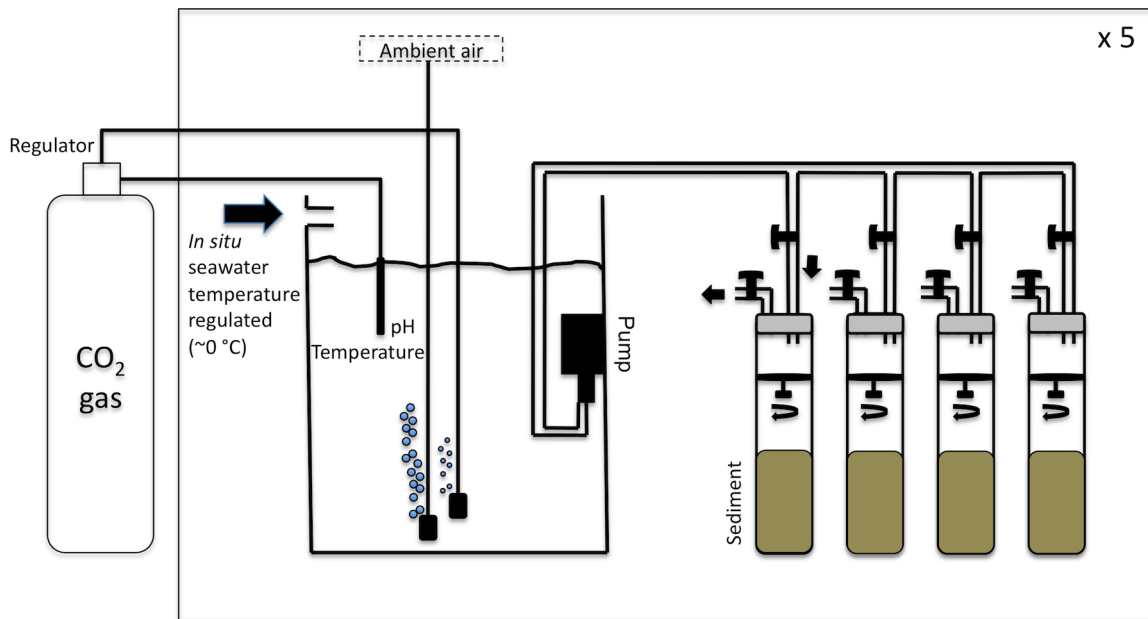 x 5
Ambient air
Regulator
In situ
seawater
temperature
regulated
(~0 °C)
pH
Temperature
Pump
CO₂
gas
Sediment